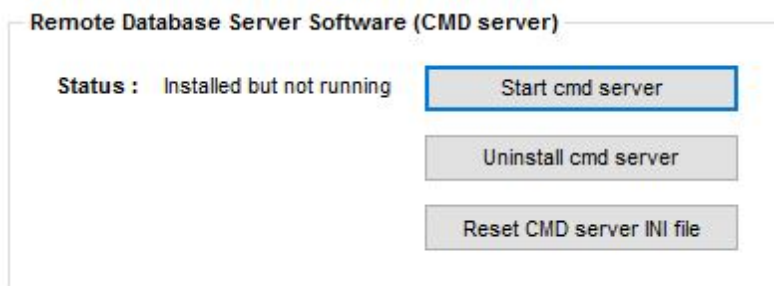 Remote Database Server Software (CMD server)
Status : Installed but not running
Start cmd server
Uninstall cmd server
Reset CMD server INI file